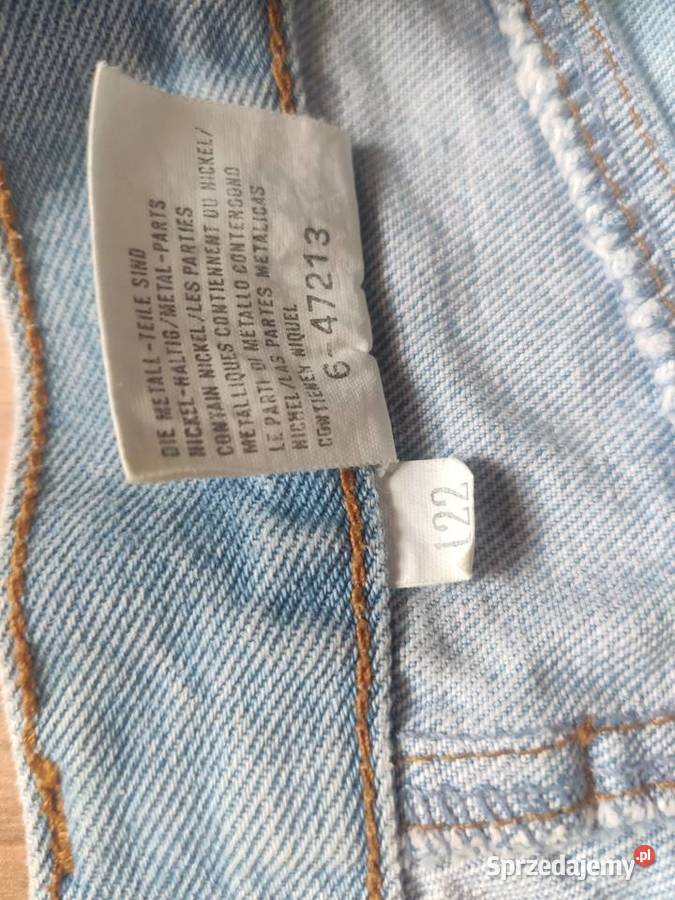 DIE METALL-TEILE SIND
NICKEL-HALTIG/METAL-PARTS
CONTAIN NICKEL/LES PARTIES
METALLIQUES CONTIENNENT DU NICKEL/
LE PARTI DI METALLO CONTENGONO
NICHEL/LAS PARTES METALICAS
CONTIENEN NIQUEL
6-47213
122
Sprzedajemy.pl